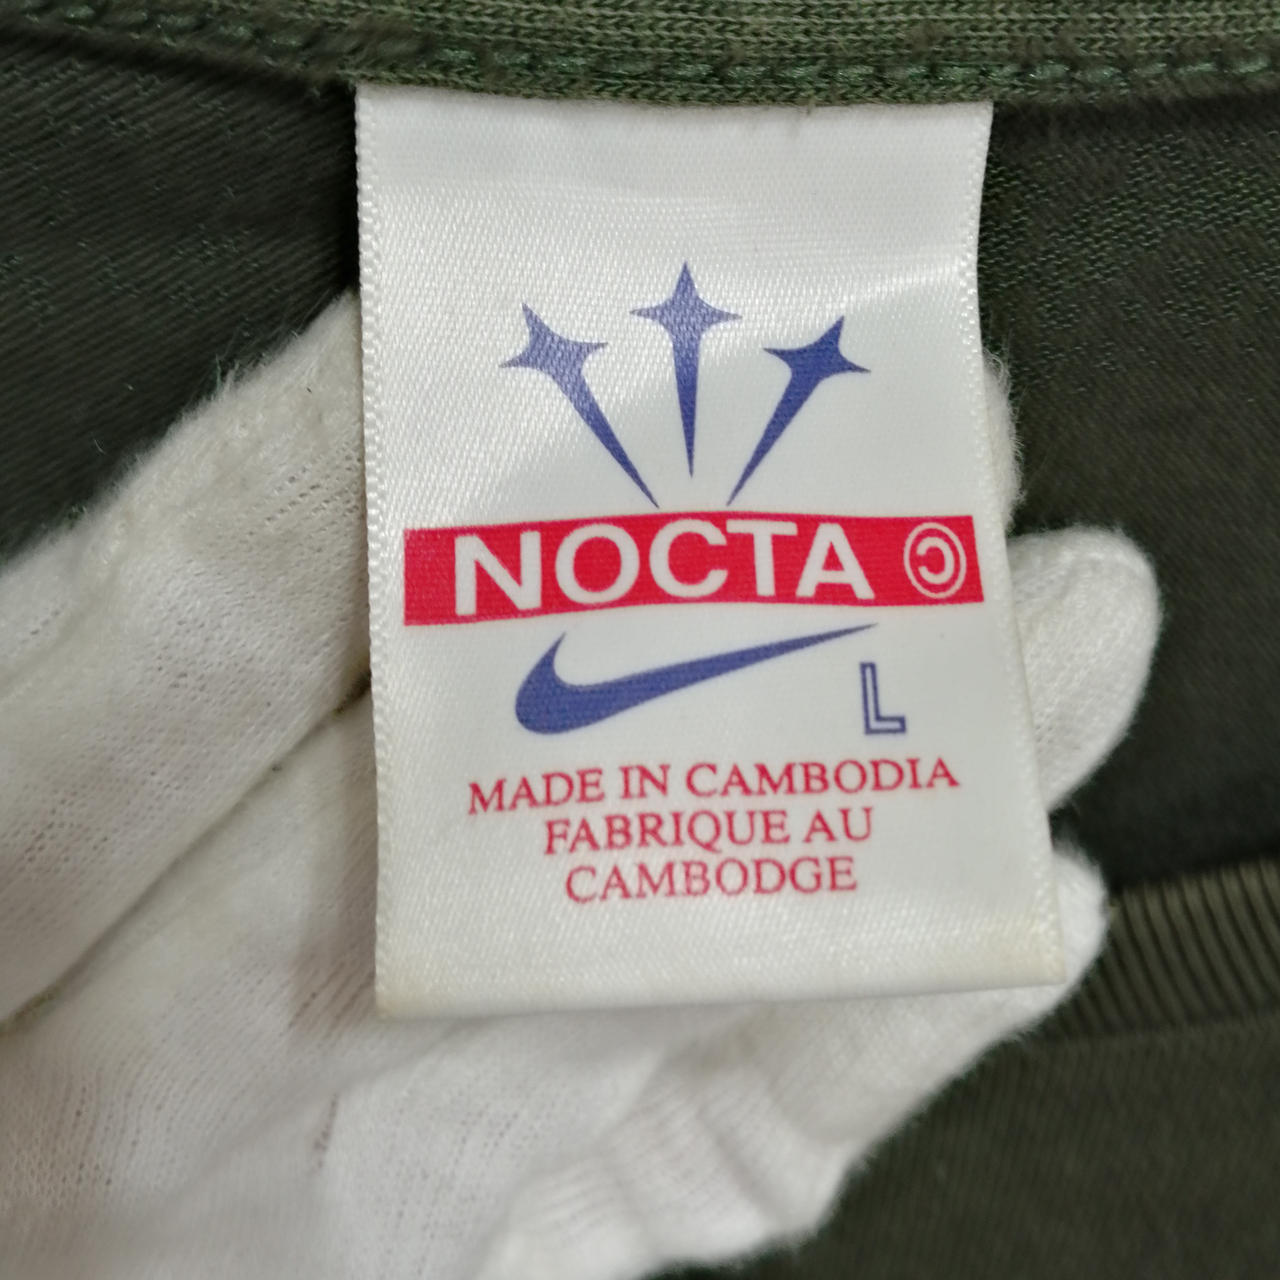 NOCTA ©
L
MADE IN CAMBODIA
FABRIQUE AU
CAMBODGE